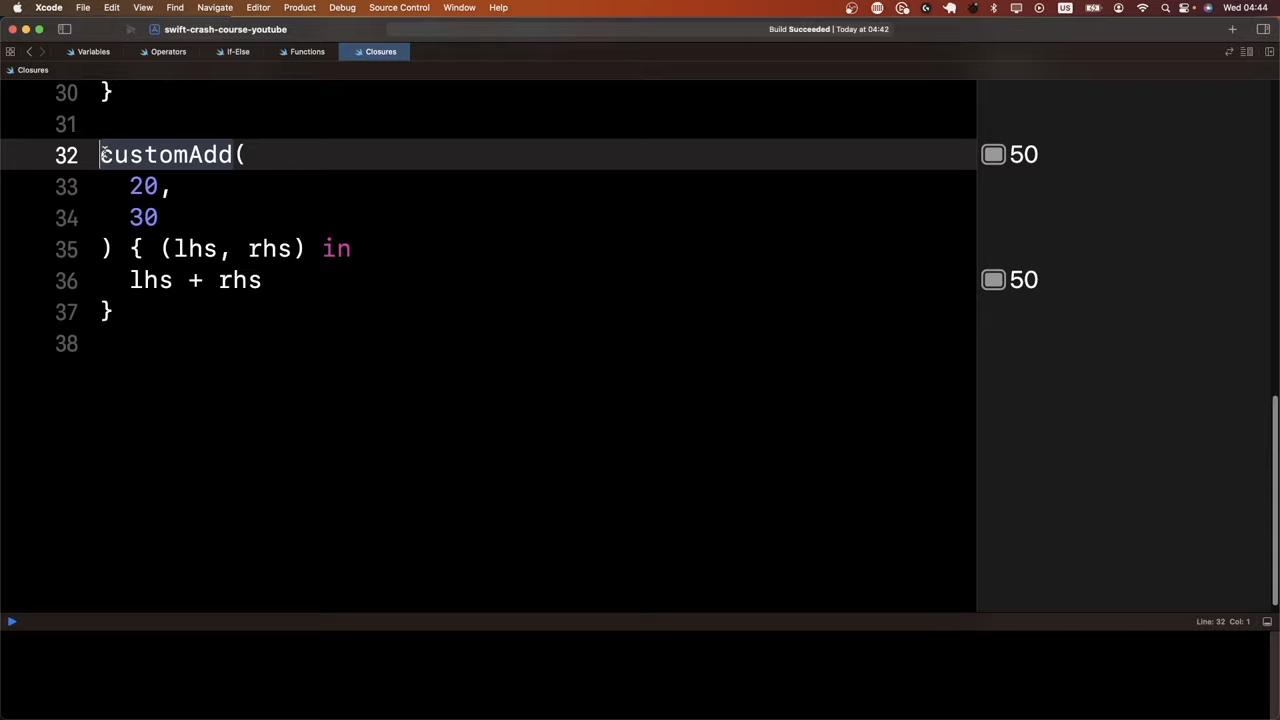 Xcode File Edit View Find Navigate Editor Product Debug Source Control Window Help US Wed 04:44
swift-crash-course-youtube Build Succeeded | Today at 04:42
Variables Operators If-Else Functions Closures
Closures
30 }
31
32 customAdd( 50
33 20,
34 30
35 ) { (lhs, rhs) in
36 lhs + rhs 50
37 }
38
Line: 32 Col: 1